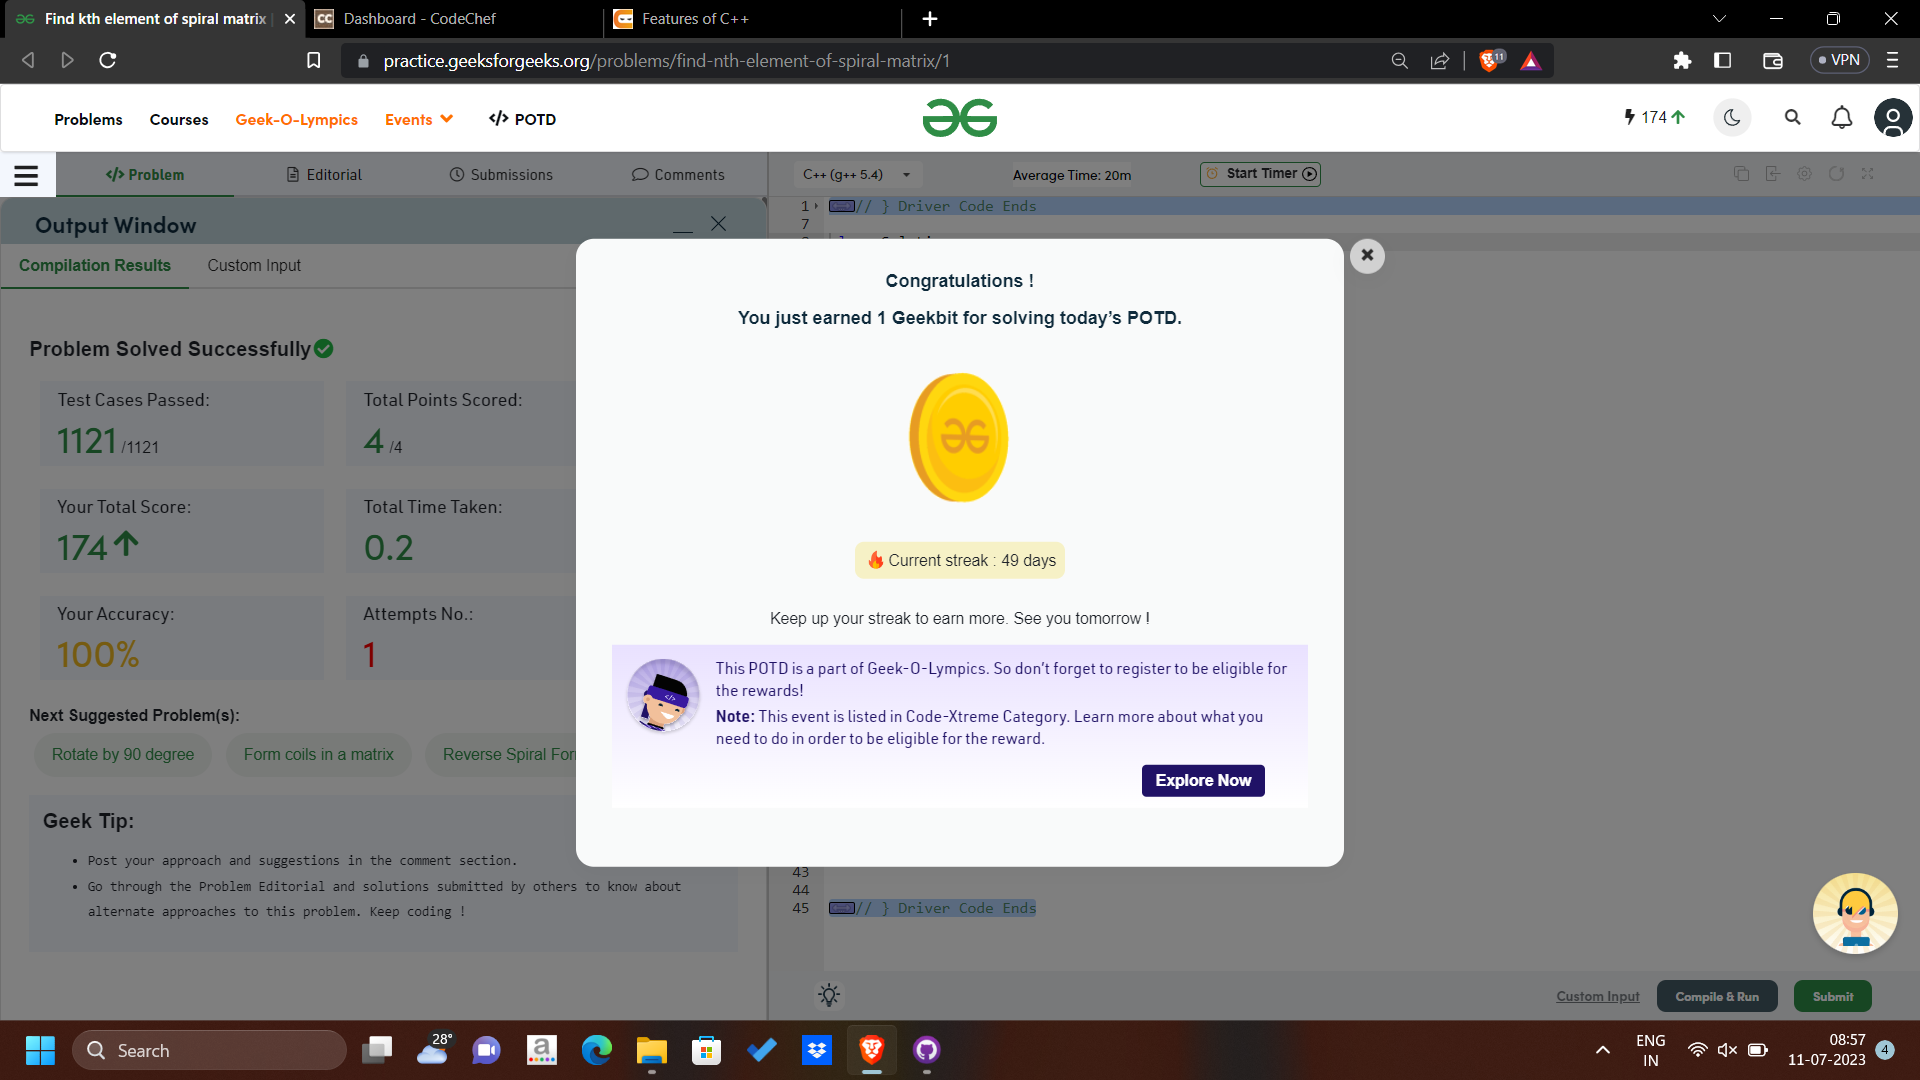 Find kth element of spiral matrix
CC Dashboard - CodeChef
Features of C++
practice.geeksforgeeks.org/problems/find-nth-element-of-spiral-matrix/1
11
VPN
Problems Courses Geek-O-Lympics Events </> POTD
174
</> Problem Editorial Submissions Comments
C++ (g++ 5.4) Average Time: 20m Start Timer
Output Window
1 // } Driver Code Ends
7
Compilation Results Custom Input
Congratulations !
You just earned 1 Geekbit for solving today's POTD.
Problem Solved Successfully
Test Cases Passed:
1121 /1121
Total Points Scored:
4 /4
Your Total Score:
174
Total Time Taken:
0.2
Your Accuracy:
100%
Attempts No.:
1
Current streak : 49 days
Keep up your streak to earn more. See you tomorrow !
This POTD is a part of Geek-O-Lympics. So don't forget to register to be eligible for
the rewards!
Note: This event is listed in Code-Xtreme Category. Learn more about what you
need to do in order to be eligible for the reward.
Explore Now
Next Suggested Problem(s):
Rotate by 90 degree Form coils in a matrix Reverse Spiral For
Geek Tip:
• Post your approach and suggestions in the comment section.
• Go through the Problem Editorial and solutions submitted by others to know about
alternate approaches to this problem. Keep coding !
43
44
45 // } Driver Code Ends
Custom Input Compile & Run Submit
Search
28°
a
ENG
IN
08:57
11-07-2023
4